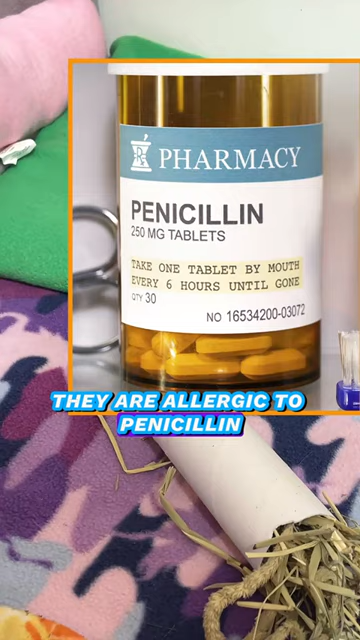 PHARMACY
PENICILLIN
250 MG TABLETS
TAKE ONE TABLET BY MOUTH
EVERY 6 HOURS UNTIL GONE
QTY 30
NO 16534200-03072
THEY ARE ALLERGIC TO
PENICILLIN